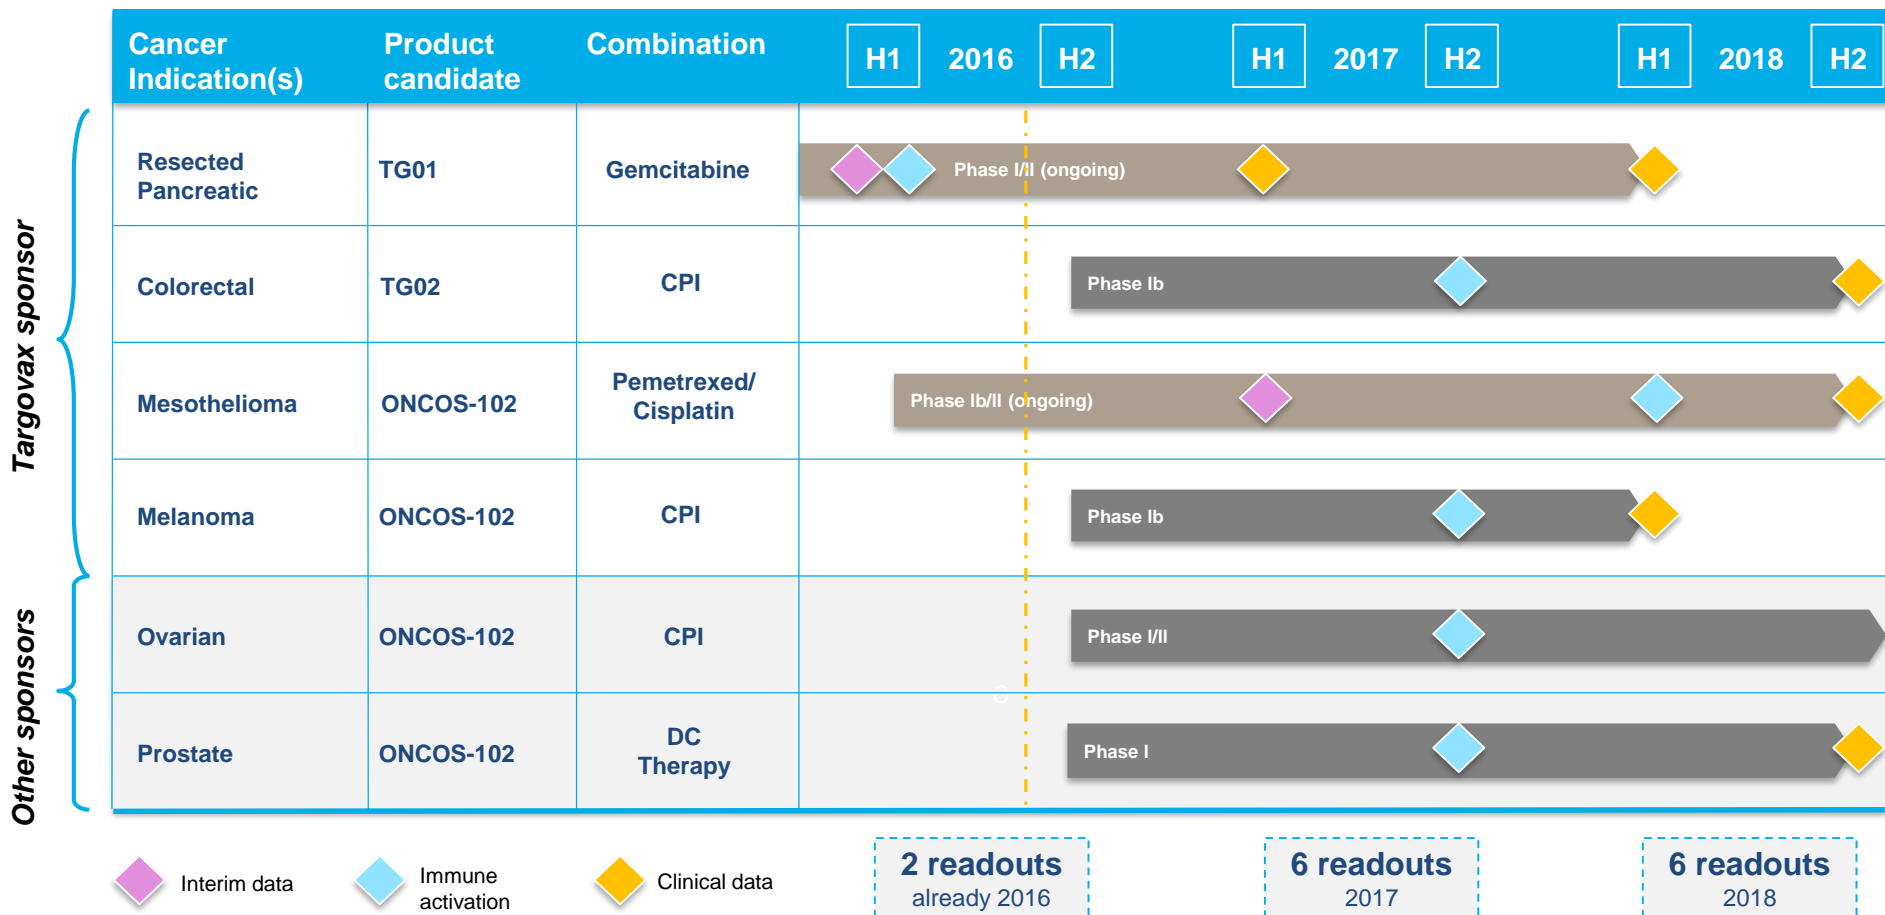 Cancer
Indication(s)
Product
candidate
Combination
H1
2016
H2
H1
2017
H2
H1
2018
H2
Targovax sponsor
Resected
Pancreatic
TG01
Gemcitabine
Phase I/II (ongoing)
Colorectal
TG02
CPI
Phase Ib
Mesothelioma
ONCOS-102
Pemetrexed/
Cisplatin
Phase Ib/II (ongoing)
Melanoma
ONCOS-102
CPI
Phase Ib
Other sponsors
Ovarian
ONCOS-102
CPI
Phase I/II
C
Prostate
ONCOS-102
DC
Therapy
Phase I
Interim data
Immune
activation
Clinical data
2 readouts
already 2016
6 readouts
2017
6 readouts
2018